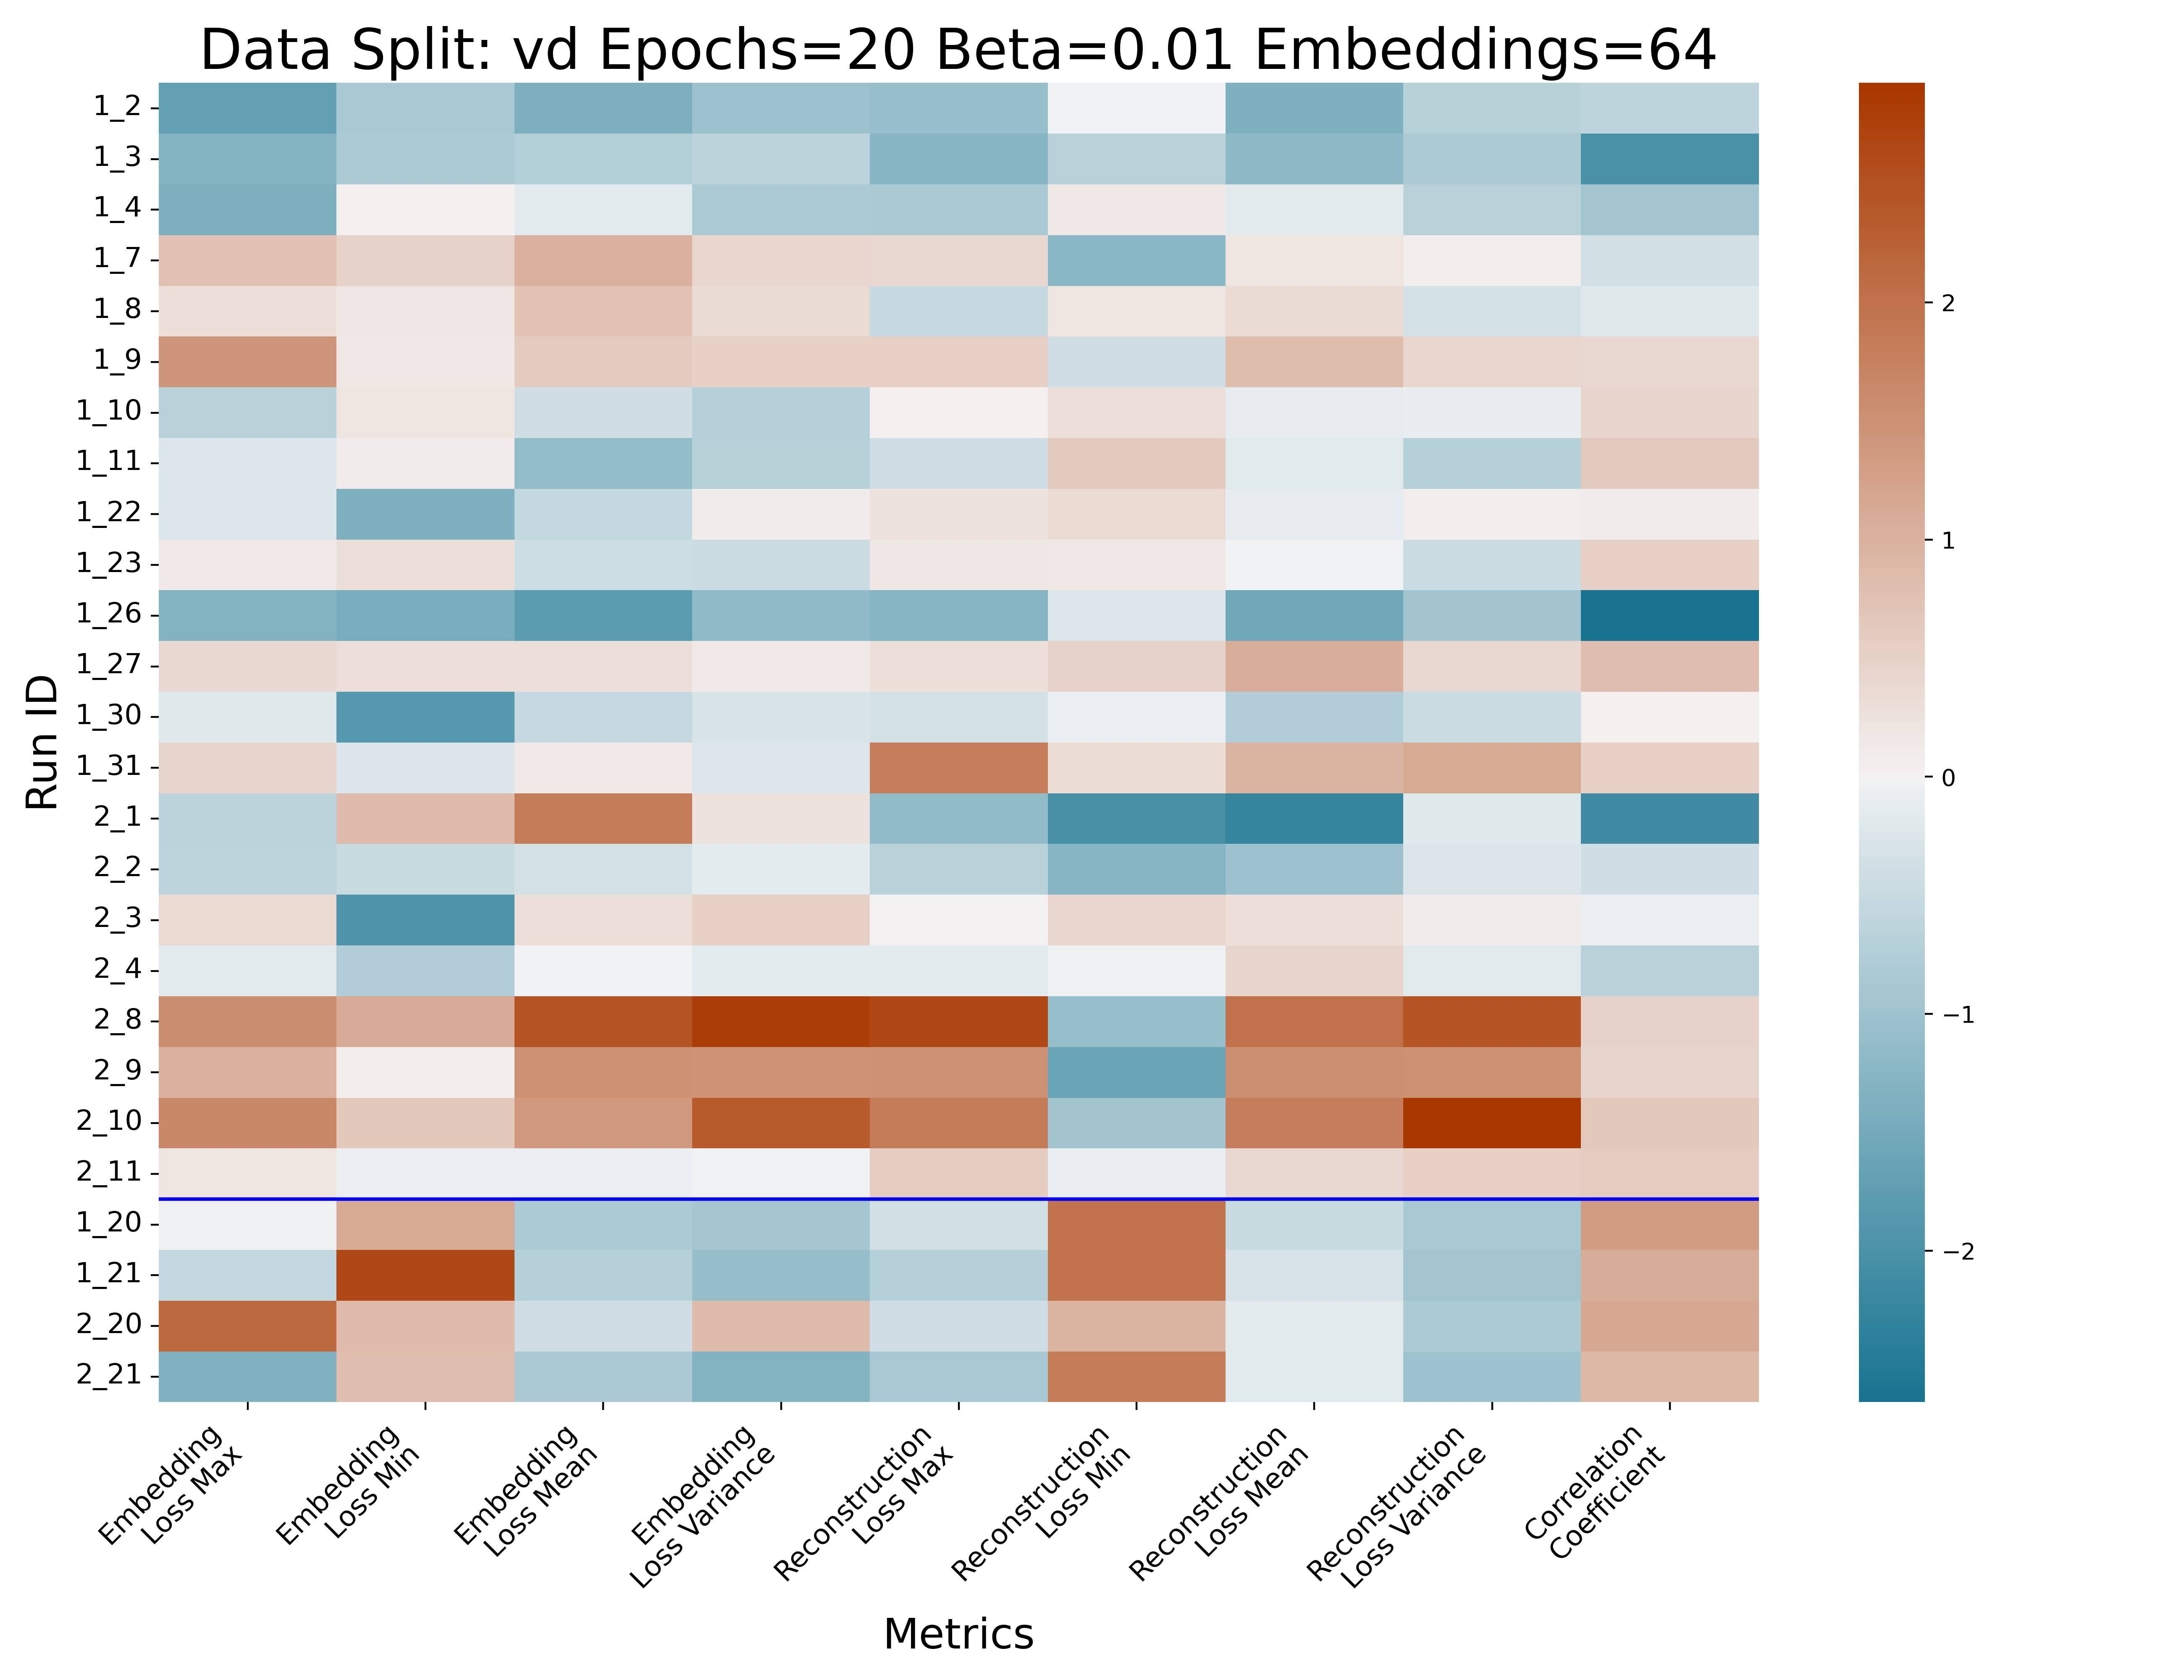 Data Split: vd Epochs=20 Beta=0.01 Embeddings=64
Run ID
1_2
1_3
1_4
1_7
1_8
1_9
1_10
1_11
1_22
1_23
1_26
1_27
1_30
1_31
2_1
2_2
2_3
2_4
2_8
2_9
2_10
2_11
1_20
1_21
2_20
2_21
Embedding
Loss Max
Embedding
Loss Min
Embedding
Loss Mean
Embedding
Loss Variance
Reconstruction
Loss Max
Reconstruction
Loss Min
Reconstruction
Loss Mean
Reconstruction
Loss Variance
Correlation
Coefficient
Metrics
2
1
0
−1
−2